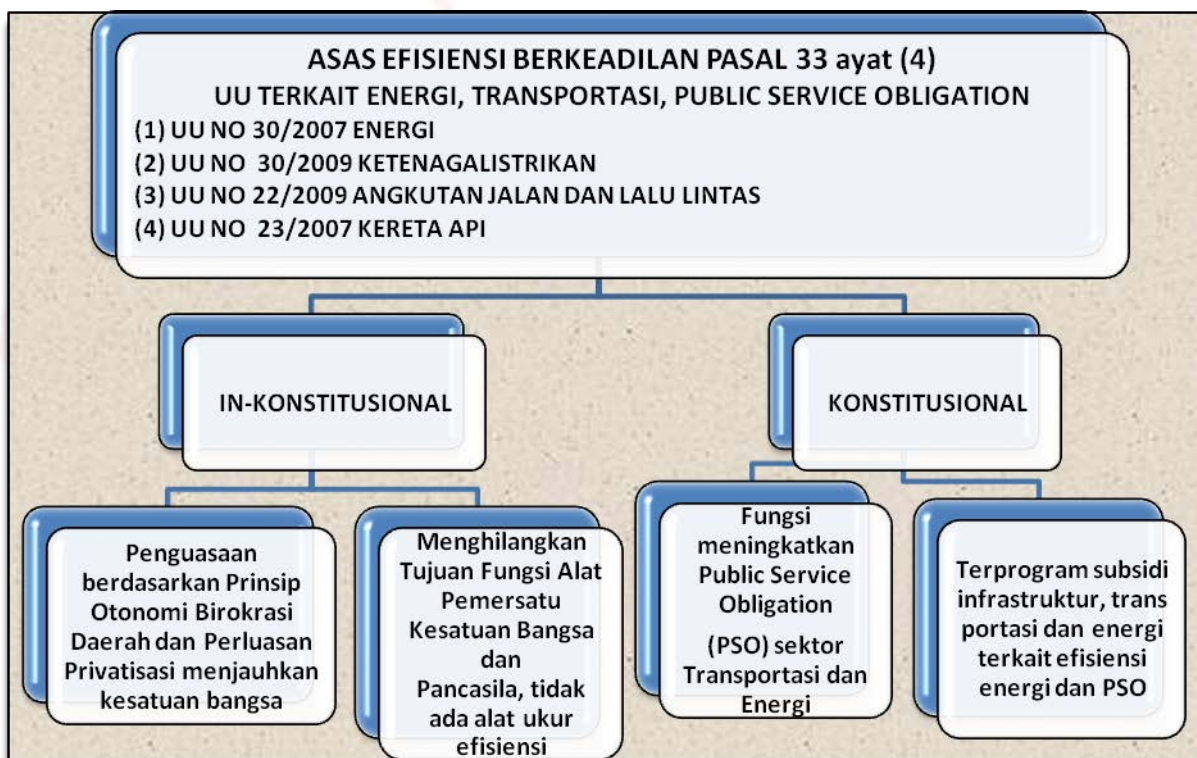 ASAS EFISIENSI BERKEADILAN PASAL 33 ayat (4)
UU TERKAIT ENERGI, TRANSPORTASI, PUBLIC SERVICE OBLIGATION
(1) UU NO 30/2007 ENERGI
(2) UU NO 30/2009 KETENAGALISTRIKAN
(3) UU NO 22/2009 ANGKUTAN JALAN DAN LALU LINTAS
(4) UU NO 23/2007 KERETA API
IN-KONSTITUSIONAL
KONSTITUSIONAL
Penguasaan
berdasarkan Prinsip
Otonomi Birokrasi
Daerah dan Perluasan
Privatisasi menjauhkan
kesatuan bangsa
Menghilangkan
Tujuan Fungsi Alat
Pemersatu
Kesatuan Bangsa
dan
Pancasila, tidak
ada alat ukur
efisiensi
Fungsi
meningkatkan
Public Service
Obligation
(PSO) sektor
Transportasi dan
Energi
Terprogram subsidi
infrastruktur, trans
portasi dan energi
terkait efisiensi
energi dan PSO